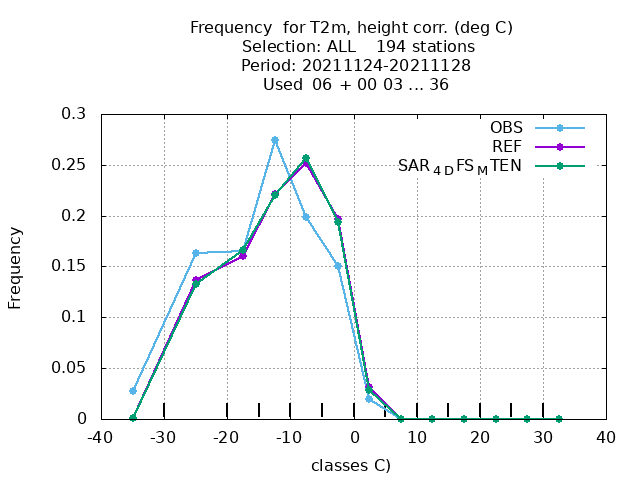 Frequency  for T2m, height corr. (deg C)
Selection: ALL    194 stations
Period: 20211124-20211128
Used  06 + 00 03 ... 36
OBS
REF
SAR4DFSMTEN
0.3
0.25
0.2
0.15
0.1
0.05
0
Frequency
-40 -30 -20 -10 0 10 20 30 40
classes C)